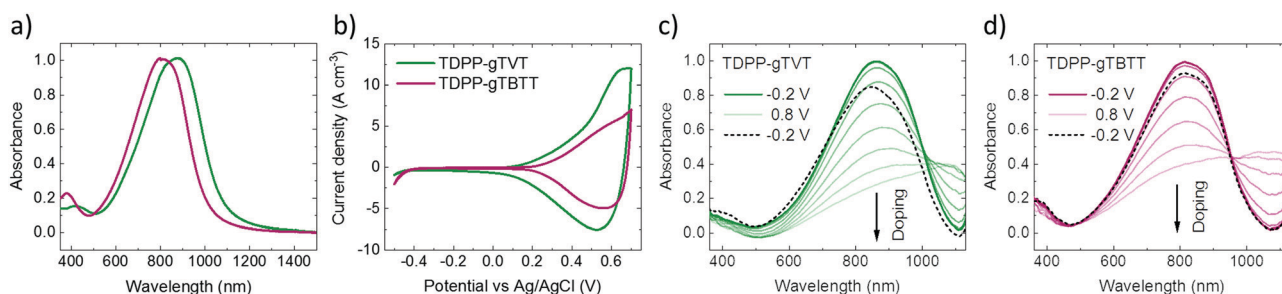 a)
1.0
0.8
0.6
0.4
0.2
0.0
Absorbance
400 600 800 1000 1200 1400
Wavelength (nm)
b)
15
10
5
0
-5
-10
Current density (A cm⁻³)
TDPP-gTVT
TDPP-gTBTT
-0.4 -0.2 0.0 0.2 0.4 0.6
Potential vs Ag/AgCl (V)
c)
1.0
0.8
0.6
0.4
0.2
0.0
Absorbance
TDPP-gTVT
-0.2 V
0.8 V
-0.2 V
Doping
400 600 800 1000
Wavelength (nm)
d)
1.0
0.8
0.6
0.4
0.2
0.0
Absorbance
TDPP-gTBTT
-0.2 V
0.8 V
-0.2 V
Doping
400 600 800 1000
Wavelength (nm)